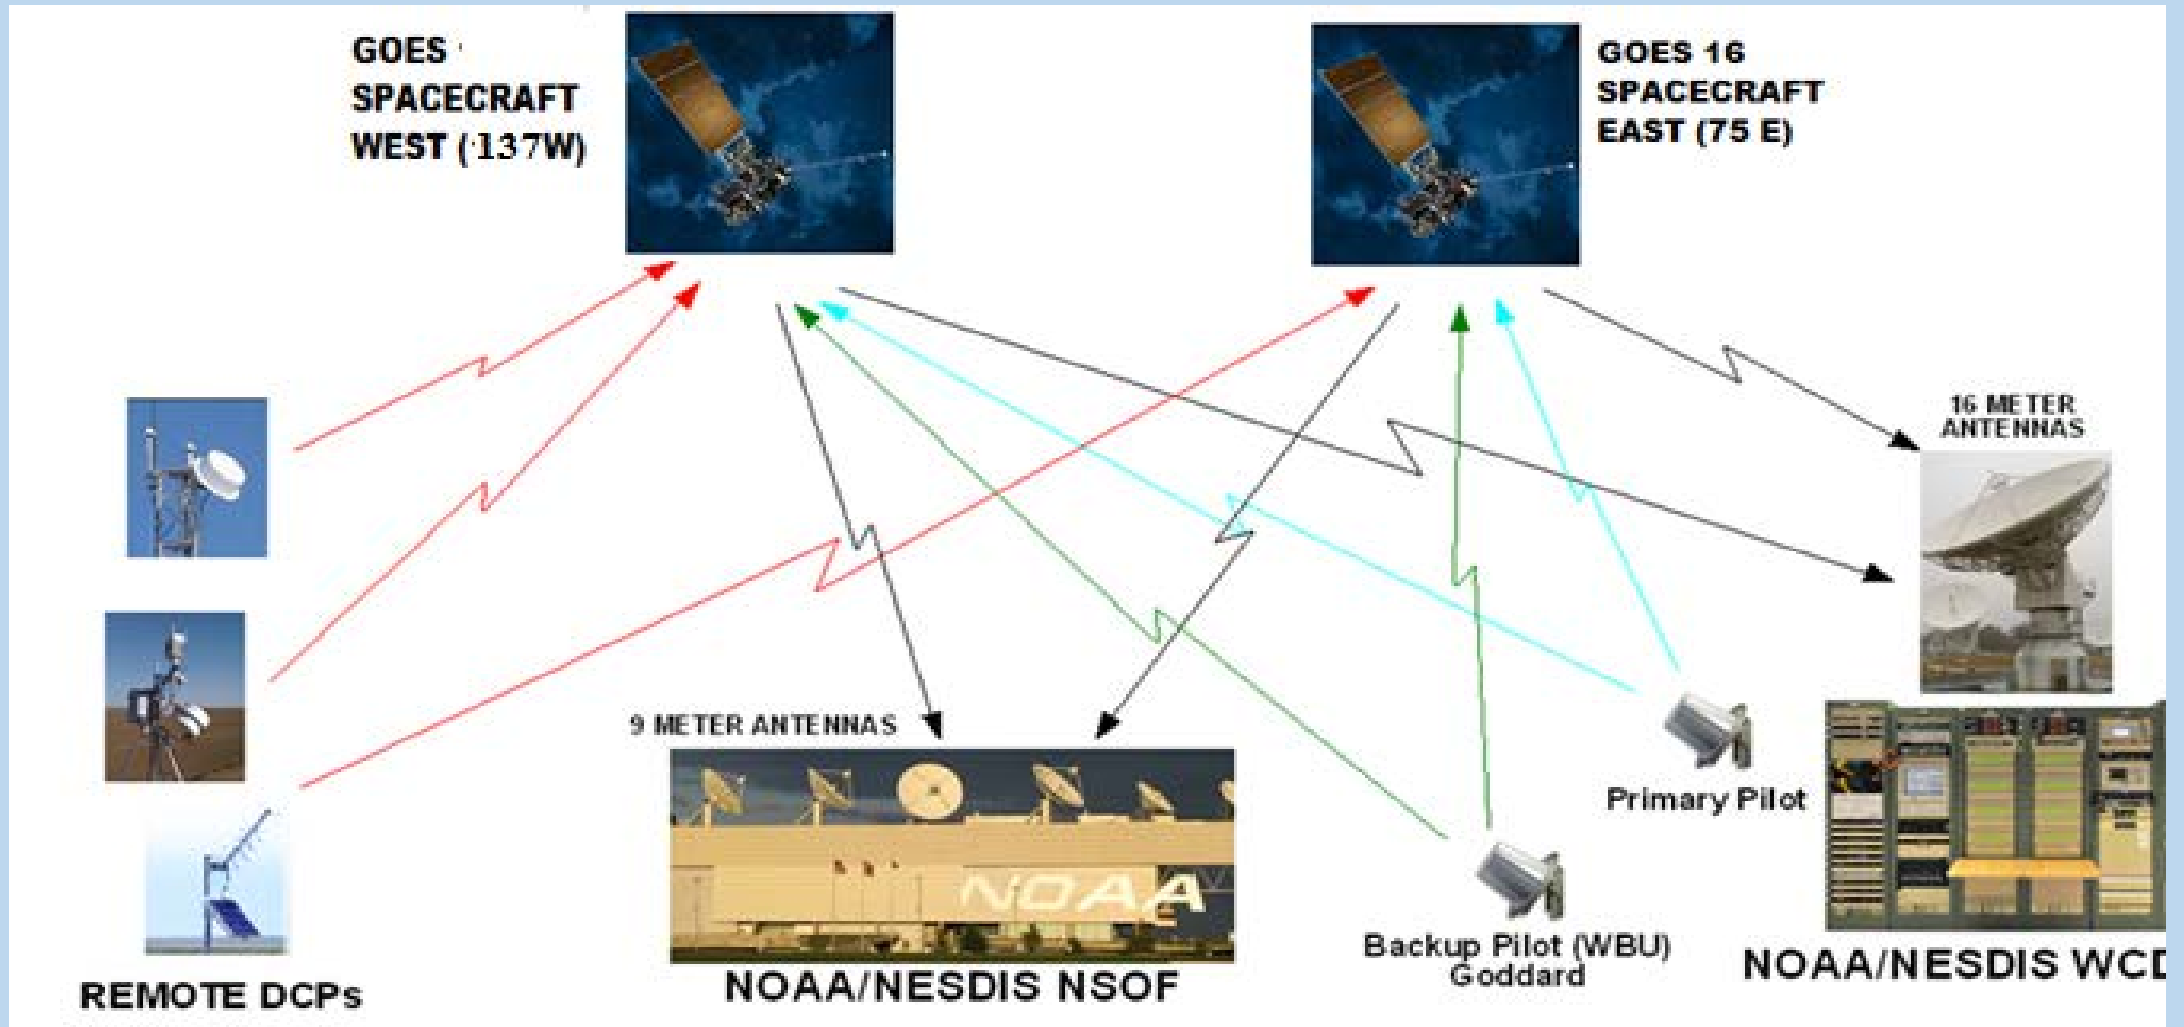 GOES
SPACECRAFT
WEST (137W)
GOES 16
SPACECRAFT
EAST (75 E)
16 METER
ANTENNAS
9 METER ANTENNAS
NOAA
Primary Pilot
Backup Pilot (WBU)
Goddard
REMOTE DCPs
NOAA/NESDIS NSOF
NOAA/NESDIS WCD